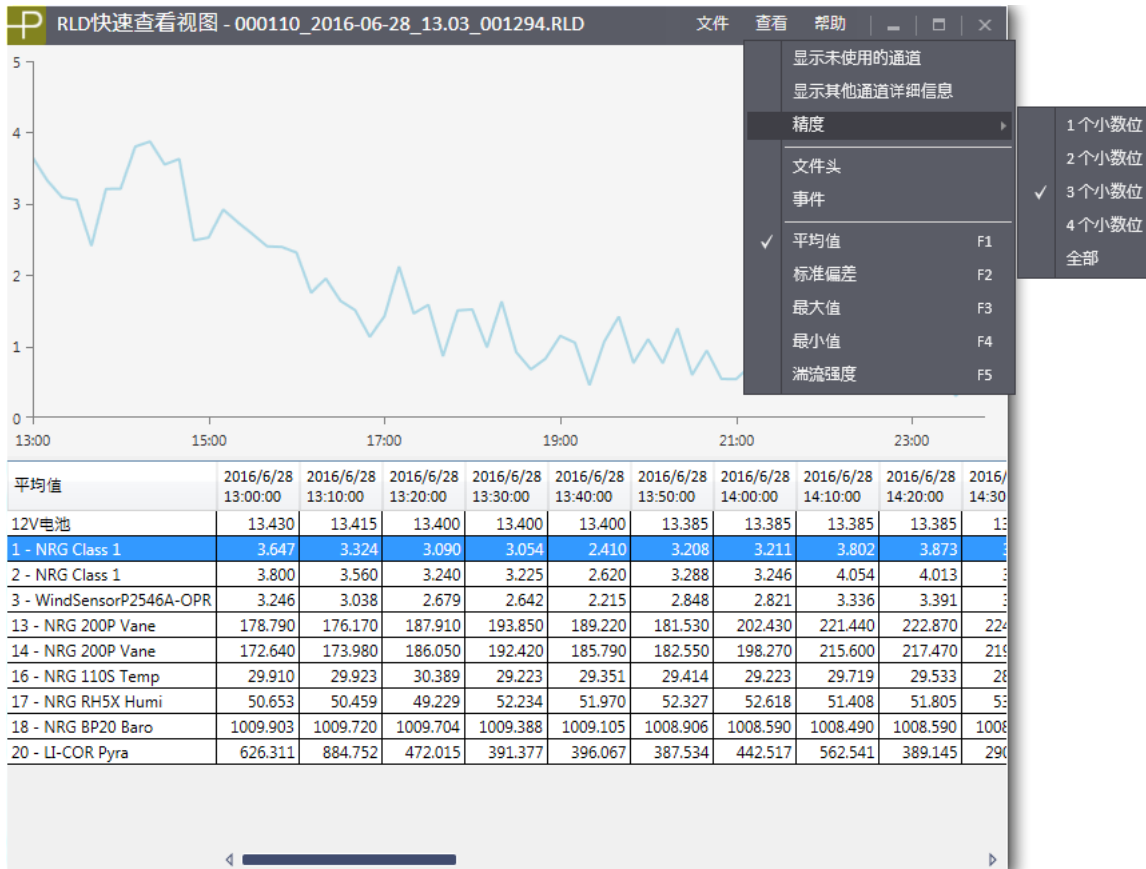 RLD快速查看视图 - 000110_2016-06-28_13.03_001294.RLD 文件 查看 帮助
显示未使用的通道
显示其他通道详细信息
精度
文件头
事件
平均值 F1
标准偏差 F2
最大值 F3
最小值 F4
湍流强度 F5
1个小数位
2个小数位
3个小数位
4个小数位
全部
5
4
3
2
1
0
13:00 15:00 17:00 19:00 21:00 23:00
平均值 2016/6/28 2016/6/28 2016/6/28 2016/6/28 2016/6/28 2016/6/28 2016/6/28 2016/6/28 2016/6/28 2016/
13:00:00 13:10:00 13:20:00 13:30:00 13:40:00 13:50:00 14:00:00 14:10:00 14:20:00 14:30
12V电池 13.430 13.415 13.400 13.400 13.400 13.385 13.385 13.385 13.385 13
1 - NRG Class 1 3.647 3.324 3.090 3.054 2.410 3.208 3.211 3.802 3.873
2 - NRG Class 1 3.800 3.560 3.240 3.225 2.620 3.288 3.246 4.054 4.013
3 - WindSensorP2546A-OPR 3.246 3.038 2.679 2.642 2.215 2.848 2.821 3.336 3.391
13 - NRG 200P Vane 178.790 176.170 187.910 193.850 189.220 181.530 202.430 221.440 222.870 224
14 - NRG 200P Vane 172.640 173.980 186.050 192.420 185.790 182.550 198.270 215.600 217.470 219
16 - NRG 110S Temp 29.910 29.923 30.389 29.223 29.351 29.414 29.223 29.719 29.533 28
17 - NRG RH5X Humi 50.653 50.459 49.229 52.234 51.970 52.327 52.618 51.408 51.805 53
18 - NRG BP20 Baro 1009.903 1009.720 1009.704 1009.388 1009.105 1008.906 1008.590 1008.490 1008.590 1008
20 - LI-COR Pyra 626.311 884.752 472.015 391.377 396.067 387.534 442.517 562.541 389.145 290